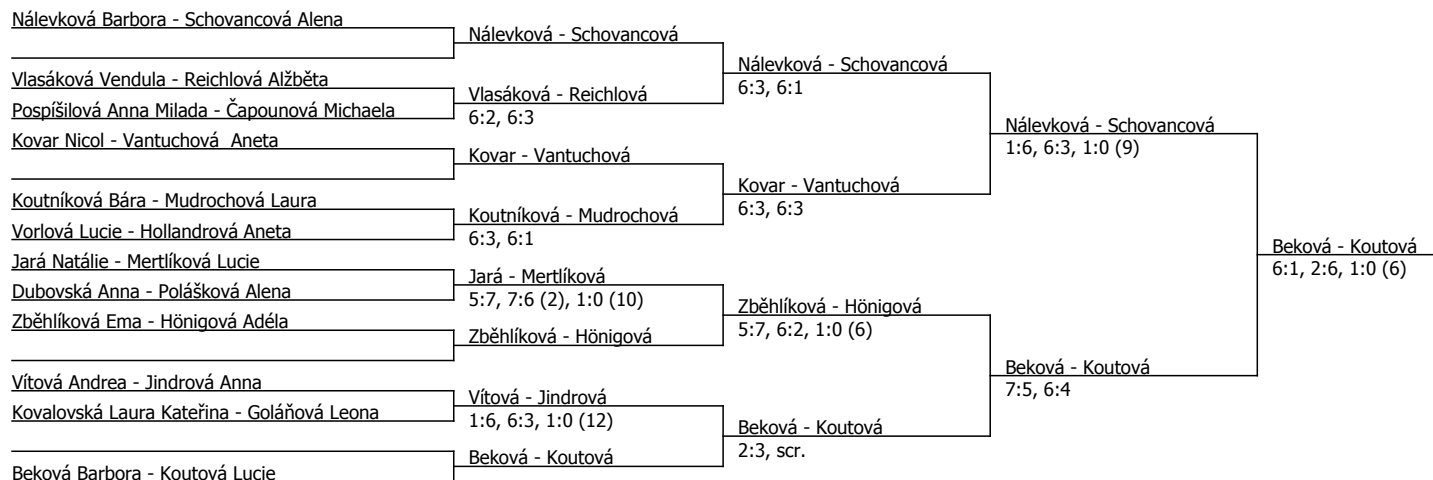 Nálevková Barbora - Schovancová Alena
Vlasáková Vendula - Reichlová Alžběta
Pospíšilová Anna Milada - Čapounová Michaela
Kovar Nicol - Vantuchová  Aneta
Koutníková Bára - Mudrochová Laura
Vorlová Lucie - Hollandrová Aneta
Jará Natálie - Mertlíková Lucie
Dubovská Anna - Polášková Alena
Zběhlíková Ema - Hönigová Adéla
Vítová Andrea - Jindrová Anna
Kovalovská Laura Kateřina - Goláňová Leona
Beková Barbora - Koutová Lucie
Nálevková - Schovancová
Vlasáková - Reichlová
6:2, 6:3
Kovar - Vantuchová
Koutníková - Mudrochová
6:3, 6:1
Jará - Mertlíková
5:7, 7:6 (2), 1:0 (10)
Zběhlíková - Hönigová
Vítová - Jindrová
1:6, 6:3, 1:0 (12)
Beková - Koutová
Nálevková - Schovancová
6:3, 6:1
Kovar - Vantuchová
6:3, 6:3
Zběhlíková - Hönigová
5:7, 6:2, 1:0 (6)
Beková - Koutová
2:3, scr.
Nálevková - Schovancová
1:6, 6:3, 1:0 (9)
Beková - Koutová
7:5, 6:4
Beková - Koutová
6:1, 2:6, 1:0 (6)